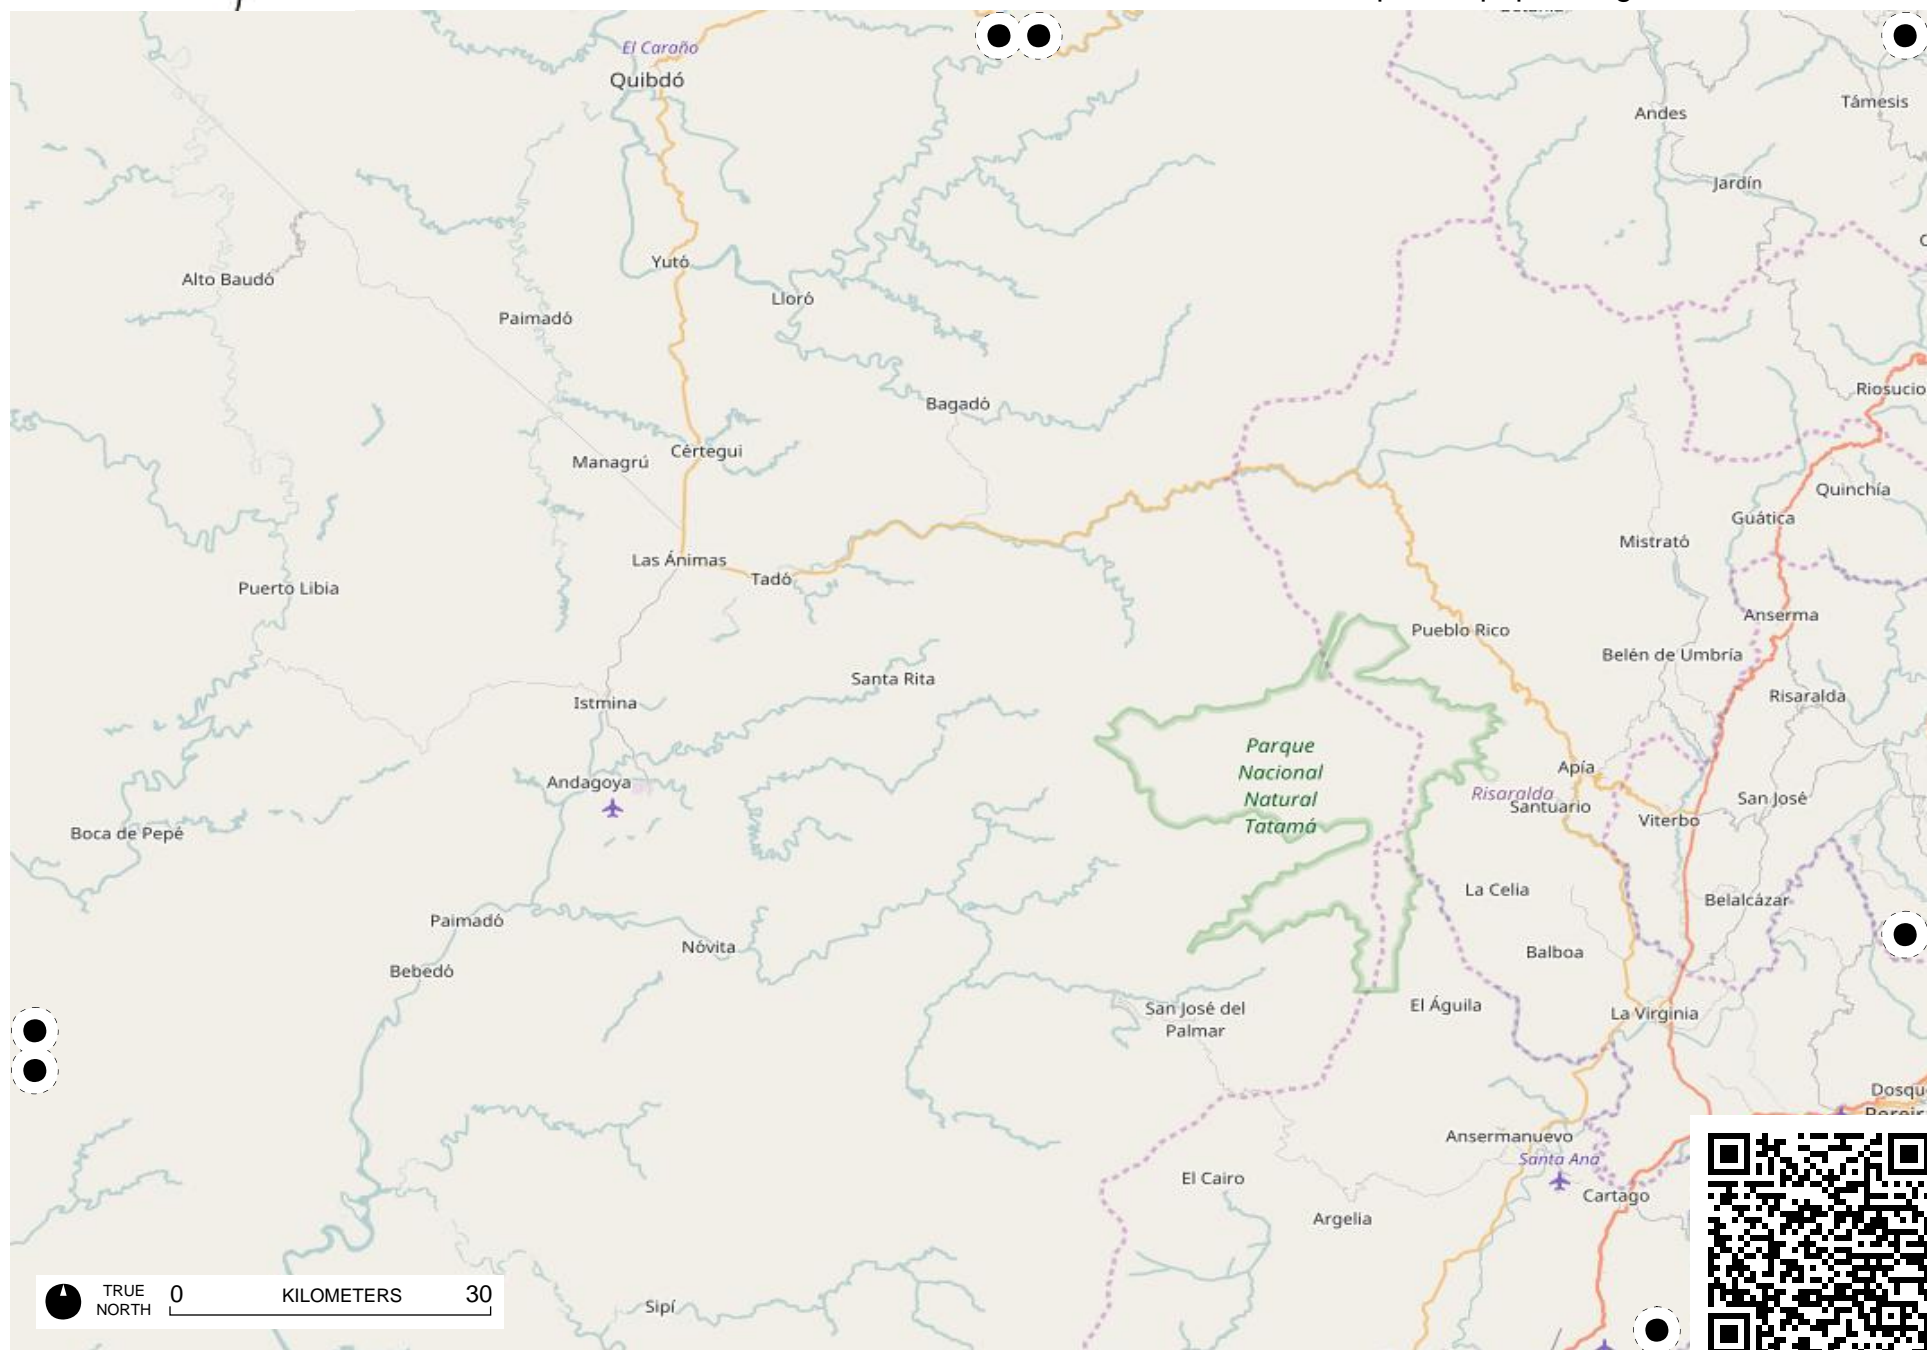 El Caraño
Quibdó
Andes
Támesis
Jardín
Yutó
Alto Baudó
Lloró
Paimadó
Riosucio
Bagadó
Cértegui
Managrú
Quinchía
Guática
Mistrató
Las Ánimas
Tadó
Puerto Libia
Anserma
Pueblo Rico
Belén de Umbría
Santa Rita
Risaralda
Istmina
Parque
Nacional
Natural
Tatamá
Apía
Andagoya
Risaralda
Santuario
San José
Viterbo
Boca de Pepé
La Celia
Belalcázar
Paimadó
Nóvita
Balboa
Bebedó
San José del
Palmar
El Águila
La Virginia
Dosqu
Ansermanuevo
Santa Ana
El Cairo
Cartago
Argelia
TRUE
NORTH
0 KILOMETERS 30
Sipí